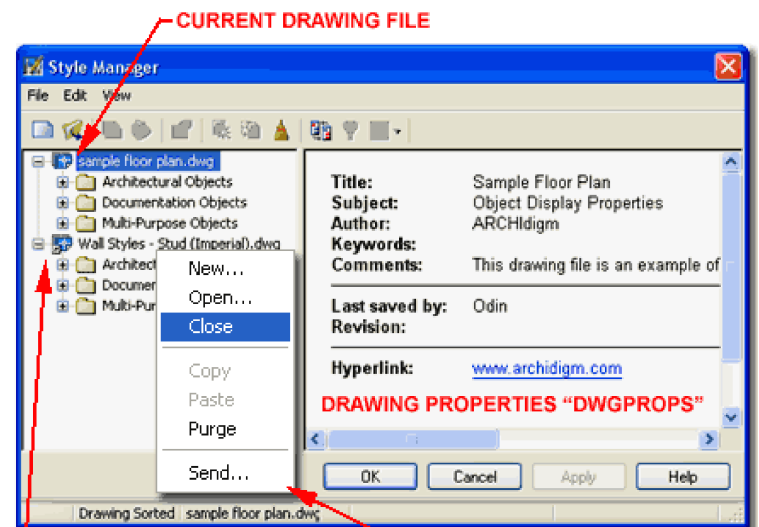 CURRENT DRAWING FILE
Style Manager
File Edit View
sample floor plan.dwg
Architectural Objects
Documentation Objects
Multi-Purpose Objects
Wall Styles - Stud (Imperial).dwg
Architect
Documer
Multi-Pur
New...
Open...
Close
Copy
Paste
Purge
Send...
Title: Sample Floor Plan
Subject: Object Display Properties
Author: ARCHIdigm
Keywords:
Comments: This drawing file is an example of
Last saved by: Odin
Revision:
Hyperlink: www.archidigm.com
DRAWING PROPERTIES “DWGPROPS”
OK Cancel Apply Help
Drawing Sorted sample floor plan.dwg